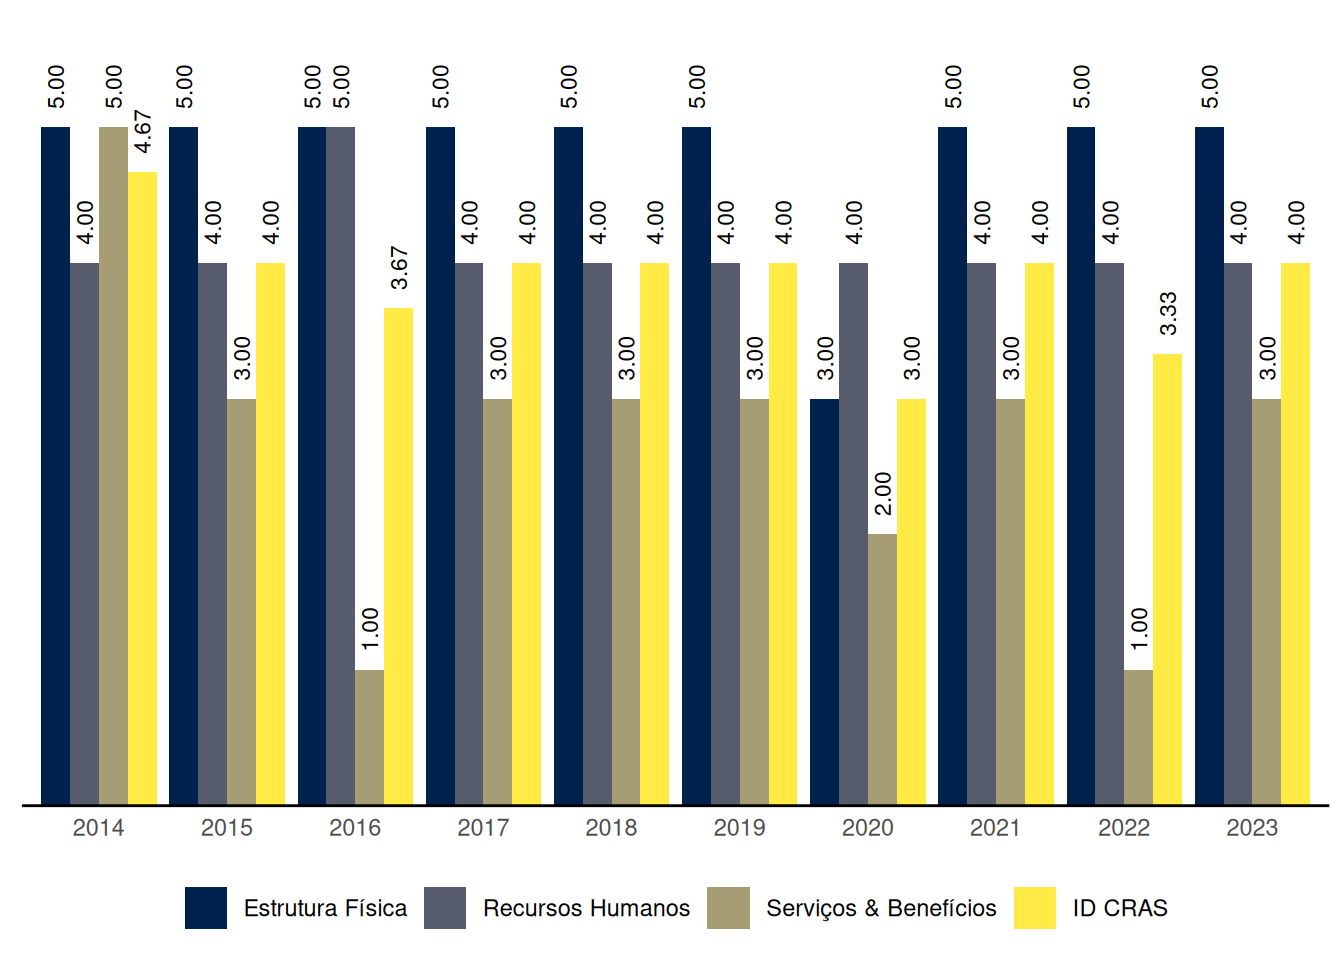 5.00 4.00 5.00 4.67 5.00 4.00 3.00 4.00 5.00 5.00 1.00 3.67 5.00 4.00 3.00 4.00 5.00 4.00 3.00 4.00 5.00 4.00 3.00 4.00 3.00 4.00 2.00 3.00 5.00 4.00 3.00 4.00 5.00 4.00 1.00 3.33 5.00 4.00 3.00 4.00
2014 2015 2016 2017 2018 2019 2020 2021 2022 2023
Estrutura Física Recursos Humanos Serviços & Benefícios ID CRAS